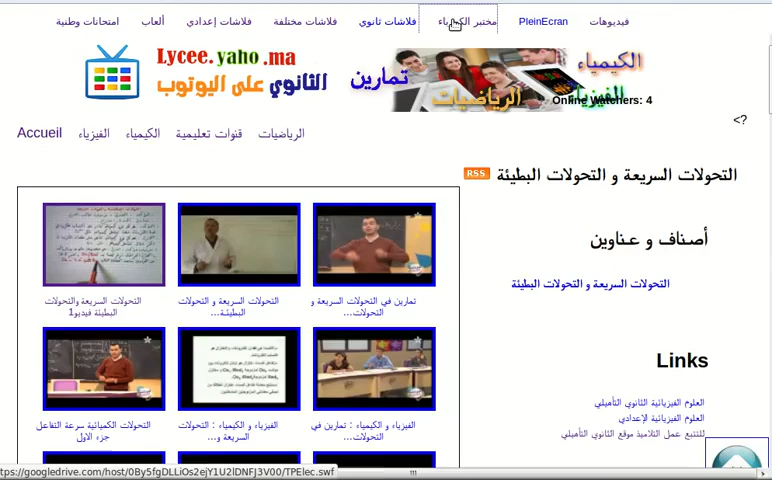 فيديوهات PleinEcran مختبر الكهرباء فلاشات ثانوي فلاشات مختلفة فلاشات إعدادي ألعاب امتحانات وطنية
Lycee.yaho.ma
الثانوي على اليوتوب
الكيمياء
تمارين
الفيزياء
الرياضيات
Online Watchers: 4
<?
الرياضيات قنوات تعليمية الكيمياء الفيزياء Accueil
التحولات السريعة و التحولات البطيئة RSS
أصناف و عناوين
التحولات السريعة و التحولات البطيئة
تمارين في التحولات السريعة و
التحولات...
التحولات السريعة و التحولات
البطيئة...
التحولات السريعة والتحولات
البطيئة فيديو1
الفيزياء و الكيمياء : تمارين في
التحولات...
الفيزياء و الكيمياء : التحولات
السريعة و...
التحولات الكميائية سرعة التفاعل
جزء الاول
Links
العلوم الفيزيائية الثانوي التأهيلي
العلوم الفيزيائية الإعدادي
للتتبع عمل التلاميذ موقع الثانوي التأهيلي
ttps://googledrive.com/host/0By5fgDLLiOs2ejY1U2lDNFJ3V00/TPElec.swf